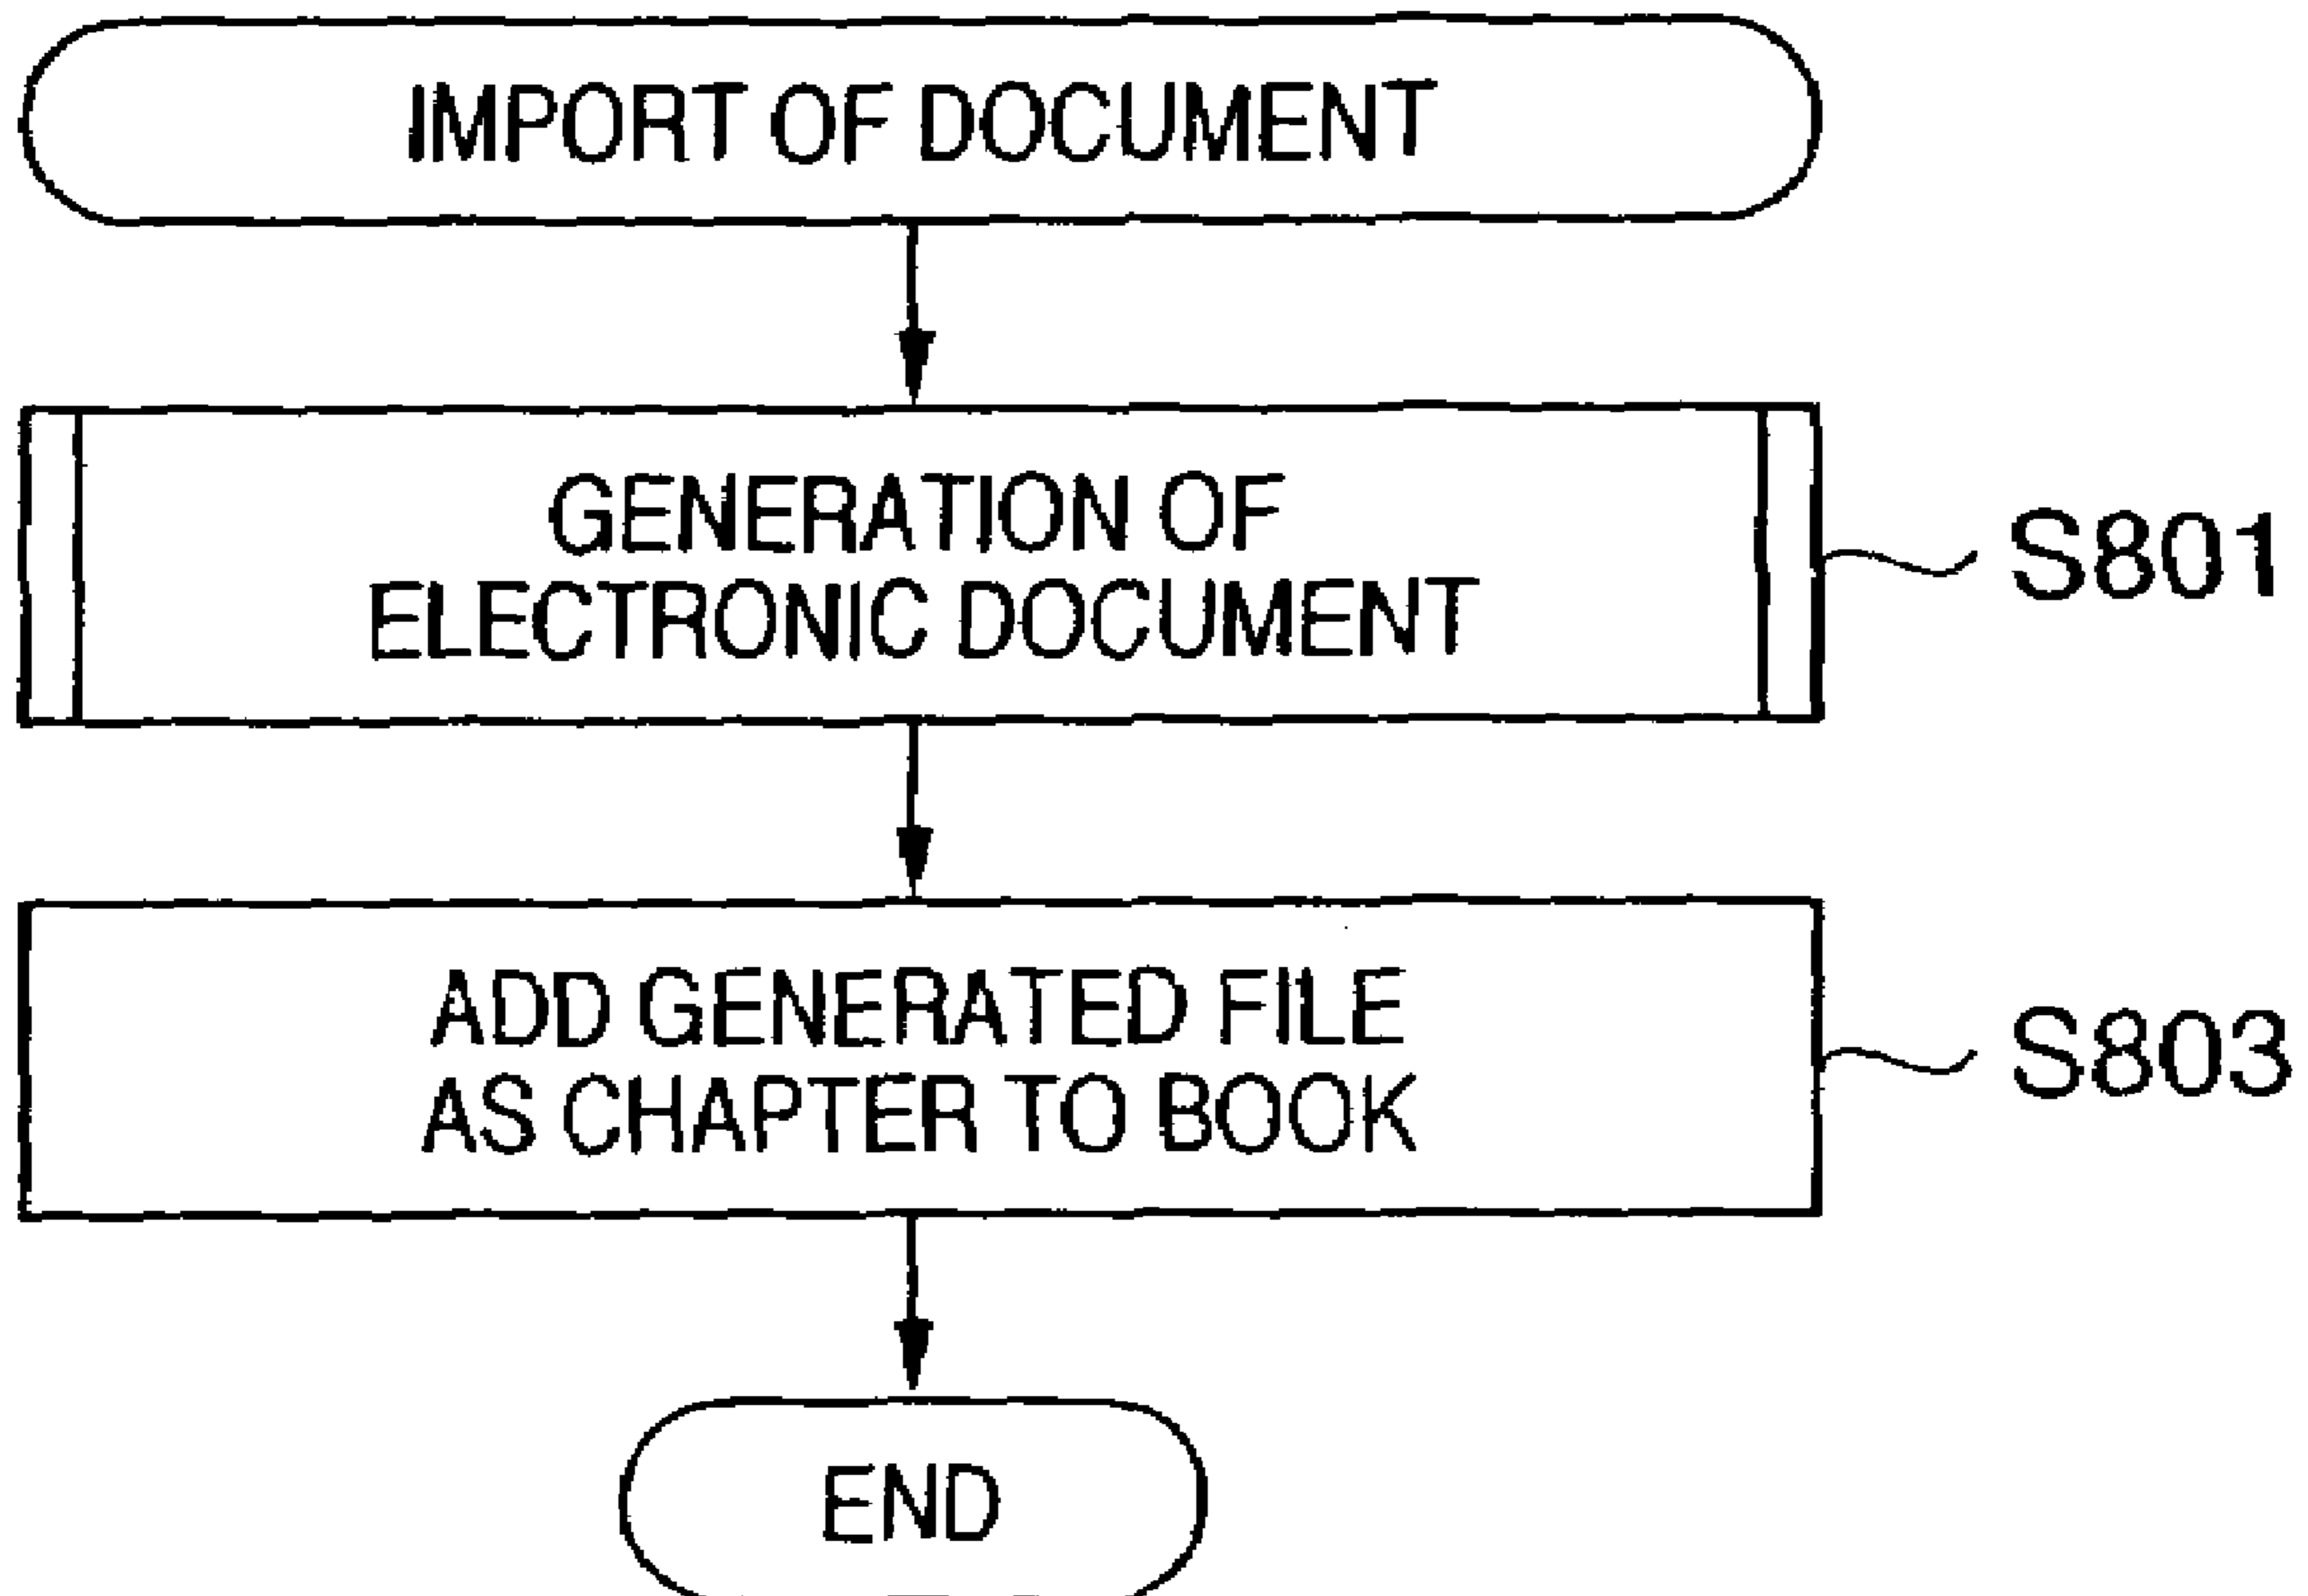 IMPORT OF DOCUMENT
GENERATION OF
ELECTRONIC DOCUMENT
S801
ADD GENERATED FILE
AS CHAPTER TO BOOK
S803
END